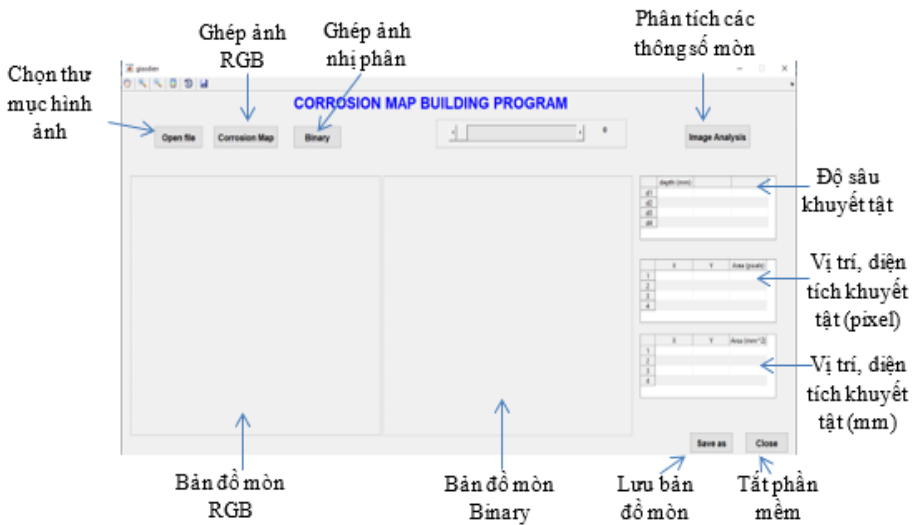 Phân tích các
thông số mòn
Ghép ảnh
RGB
Ghép ảnh
nhị phân
Chọn thư
mục hình
ảnh
giaodien
CORROSION MAP BUILDING PROGRAM
Open file
Corrosion Map
Binary
0
Image Analysis
depth (mm)
d1
d2
d3
d4
Độ sâu
khuyết tật
X Y Area (pixels)
1
2
3
4
Vị trí, diện
tích khuyết
tật (pixel)
X Y Area (mm^2)
1
2
3
4
Vị trí, diện
tích khuyết
tật (mm)
Save as
Close
Bản đồ mòn
RGB
Bản đồ mòn
Binary
Lưu bản
đồ mòn
Tắt phần
mềm